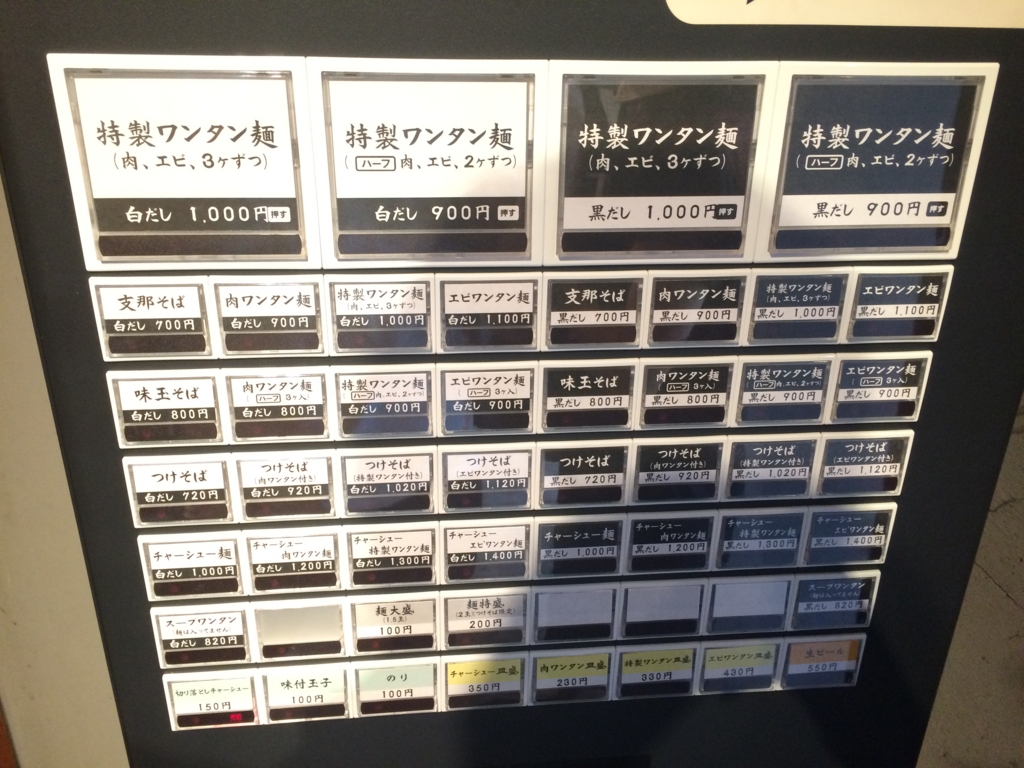 特製ワンタン麺
(肉、エビ、3ヶずつ)
白だし 1,000円 押す
特製ワンタン麺
(ハーフ 肉、エビ、2ヶずつ)
白だし 900円 押す
特製ワンタン麺
(肉、エビ、3ヶずつ)
黒だし 1,000円 押す
特製ワンタン麺
(ハーフ 肉、エビ、2ヶずつ)
黒だし 900円 押す
支那そば
白だし 700円
肉ワンタン麺
白だし 900円
特製ワンタン麺
(肉、エビ、3ヶずつ)
白だし 1,000円
エビワンタン麺
白だし 1,100円
支那そば
黒だし 700円
肉ワンタン麺
黒だし 900円
特製ワンタン麺
(肉、エビ、3ヶずつ)
黒だし 1,000円
エビワンタン麺
黒だし 1,100円
味玉そば
白だし 800円
肉ワンタン麺
(ハーフ 3ヶ入)
白だし 800円
特製ワンタン麺
(ハーフ 肉、エビ、2ヶずつ)
白だし 900円
エビワンタン麺
(ハーフ 3ヶ入)
白だし 900円
味玉そば
黒だし 800円
肉ワンタン麺
(ハーフ 3ヶ入)
黒だし 800円
特製ワンタン麺
(ハーフ 肉、エビ、2ヶずつ)
黒だし 900円
エビワンタン麺
(ハーフ 3ヶ入)
黒だし 900円
つけそば
白だし 720円
つけそば
(肉ワンタン付き)
白だし 920円
つけそば
(特製ワンタン付き)
白だし 1,020円
つけそば
(エビワンタン付き)
白だし 1,120円
つけそば
黒だし 720円
つけそば
(肉ワンタン付き)
黒だし 920円
つけそば
(特製ワンタン付き)
黒だし 1,020円
つけそば
(エビワンタン付き)
黒だし 1,120円
チャーシュー麺
白だし 1,000円
チャーシュー
肉ワンタン麺
白だし 1,200円
チャーシュー
特製ワンタン麺
白だし 1,300円
チャーシュー
エビワンタン麺
白だし 1,400円
チャーシュー麺
黒だし 1,000円
チャーシュー
肉ワンタン麺
黒だし 1,200円
チャーシュー
特製ワンタン麺
黒だし 1,300円
チャーシュー
エビワンタン麺
黒だし 1,400円
スープワンタン
(麺は入ってません)
白だし 820円
麺大盛
(1.5玉)
100円
麺特盛
(2玉)つけそば限定)
200円
スープワンタン
(麺は入ってません)
黒だし 820円
切り落としチャーシュー
150円
味付玉子
100円
のり
100円
チャーシュー皿盛
350円
肉ワンタン皿盛
230円
特製ワンタン皿盛
330円
エビワンタン皿盛
430円
生ビール
550円